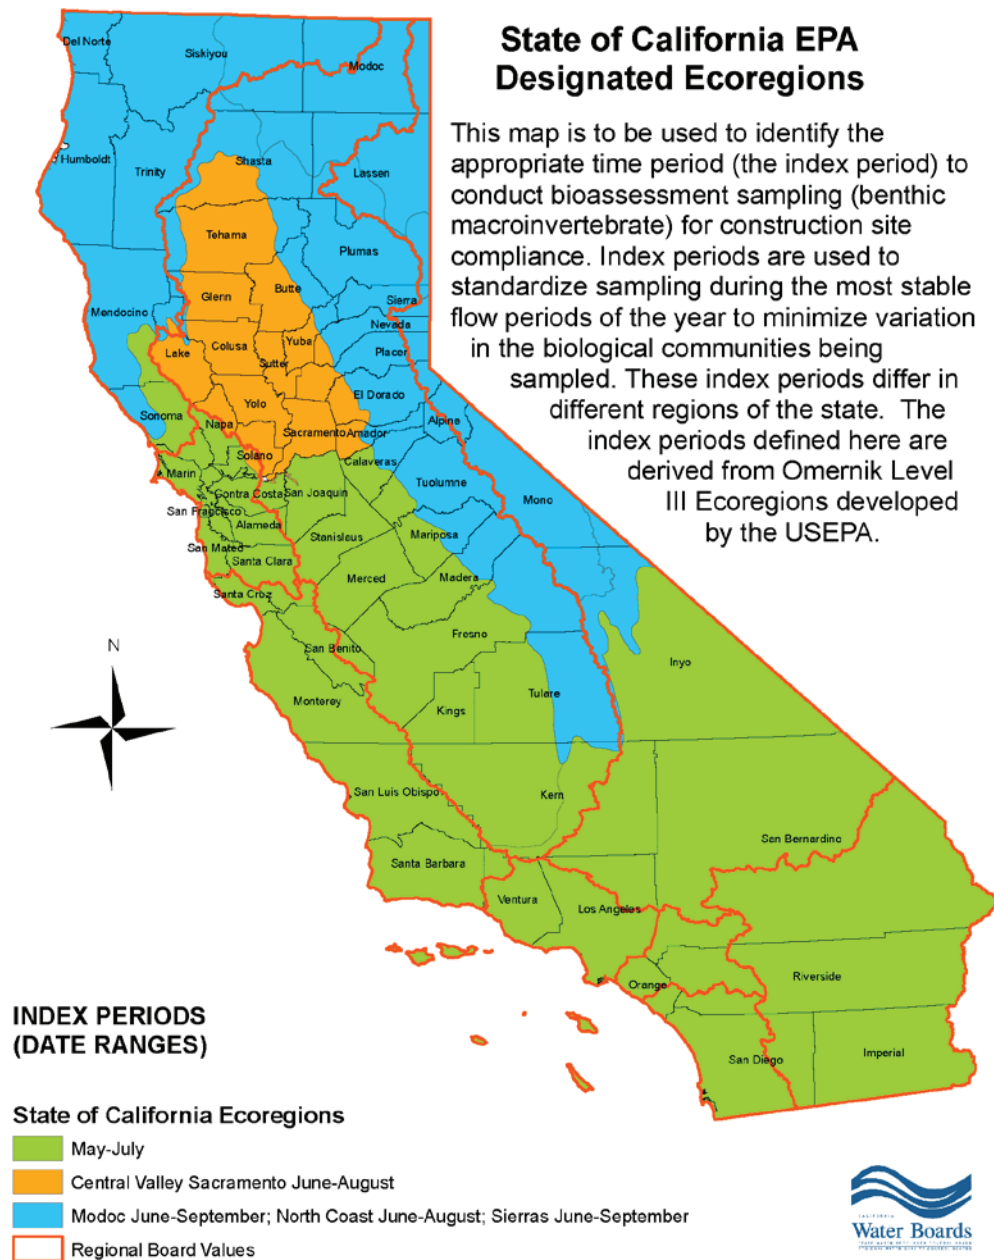 State of California EPA
Designated Ecoregions
This map is to be used to identify the
appropriate time period (the index period) to
conduct bioassessment sampling (benthic
macroinvertebrate) for construction site
compliance. Index periods are used to
standardize sampling during the most stable
flow periods of the year to minimize variation
in the biological communities being
sampled. These index periods differ in
different regions of the state. The
index periods defined here are
derived from Omernik Level
III Ecoregions developed
by the USEPA.
Del Norte
Siskiyou
Modoc
Humboldt
Trinity
Shasta
Lassen
Tehama
Plumas
Glenn
Butte
Sierra
Mendocino
Nevada
Lake
Colusa
Yuba
Sutter
Placer
Yolo
El Dorado
Sonoma
Napa
Sacramento
Amador
Alpine
Solano
Calaveras
Marin
Contra Costa
San Joaquin
Tuolumne
Mono
San Francisco
Alameda
Stanislaus
Mariposa
San Mateo
Santa Clara
Merced
Madera
Santa Cruz
Fresno
San Benito
Inyo
Monterey
Kings
Tulare
San Luis Obispo
Kern
San Bernardino
Santa Barbara
Ventura
Los Angeles
Orange
Riverside
San Diego
Imperial
N
INDEX PERIODS
(DATE RANGES)
State of California Ecoregions
May-July
Central Valley Sacramento June-August
Modoc June-September; North Coast June-August; Sierras June-September
Regional Board Values
CALIFORNIA
Water Boards